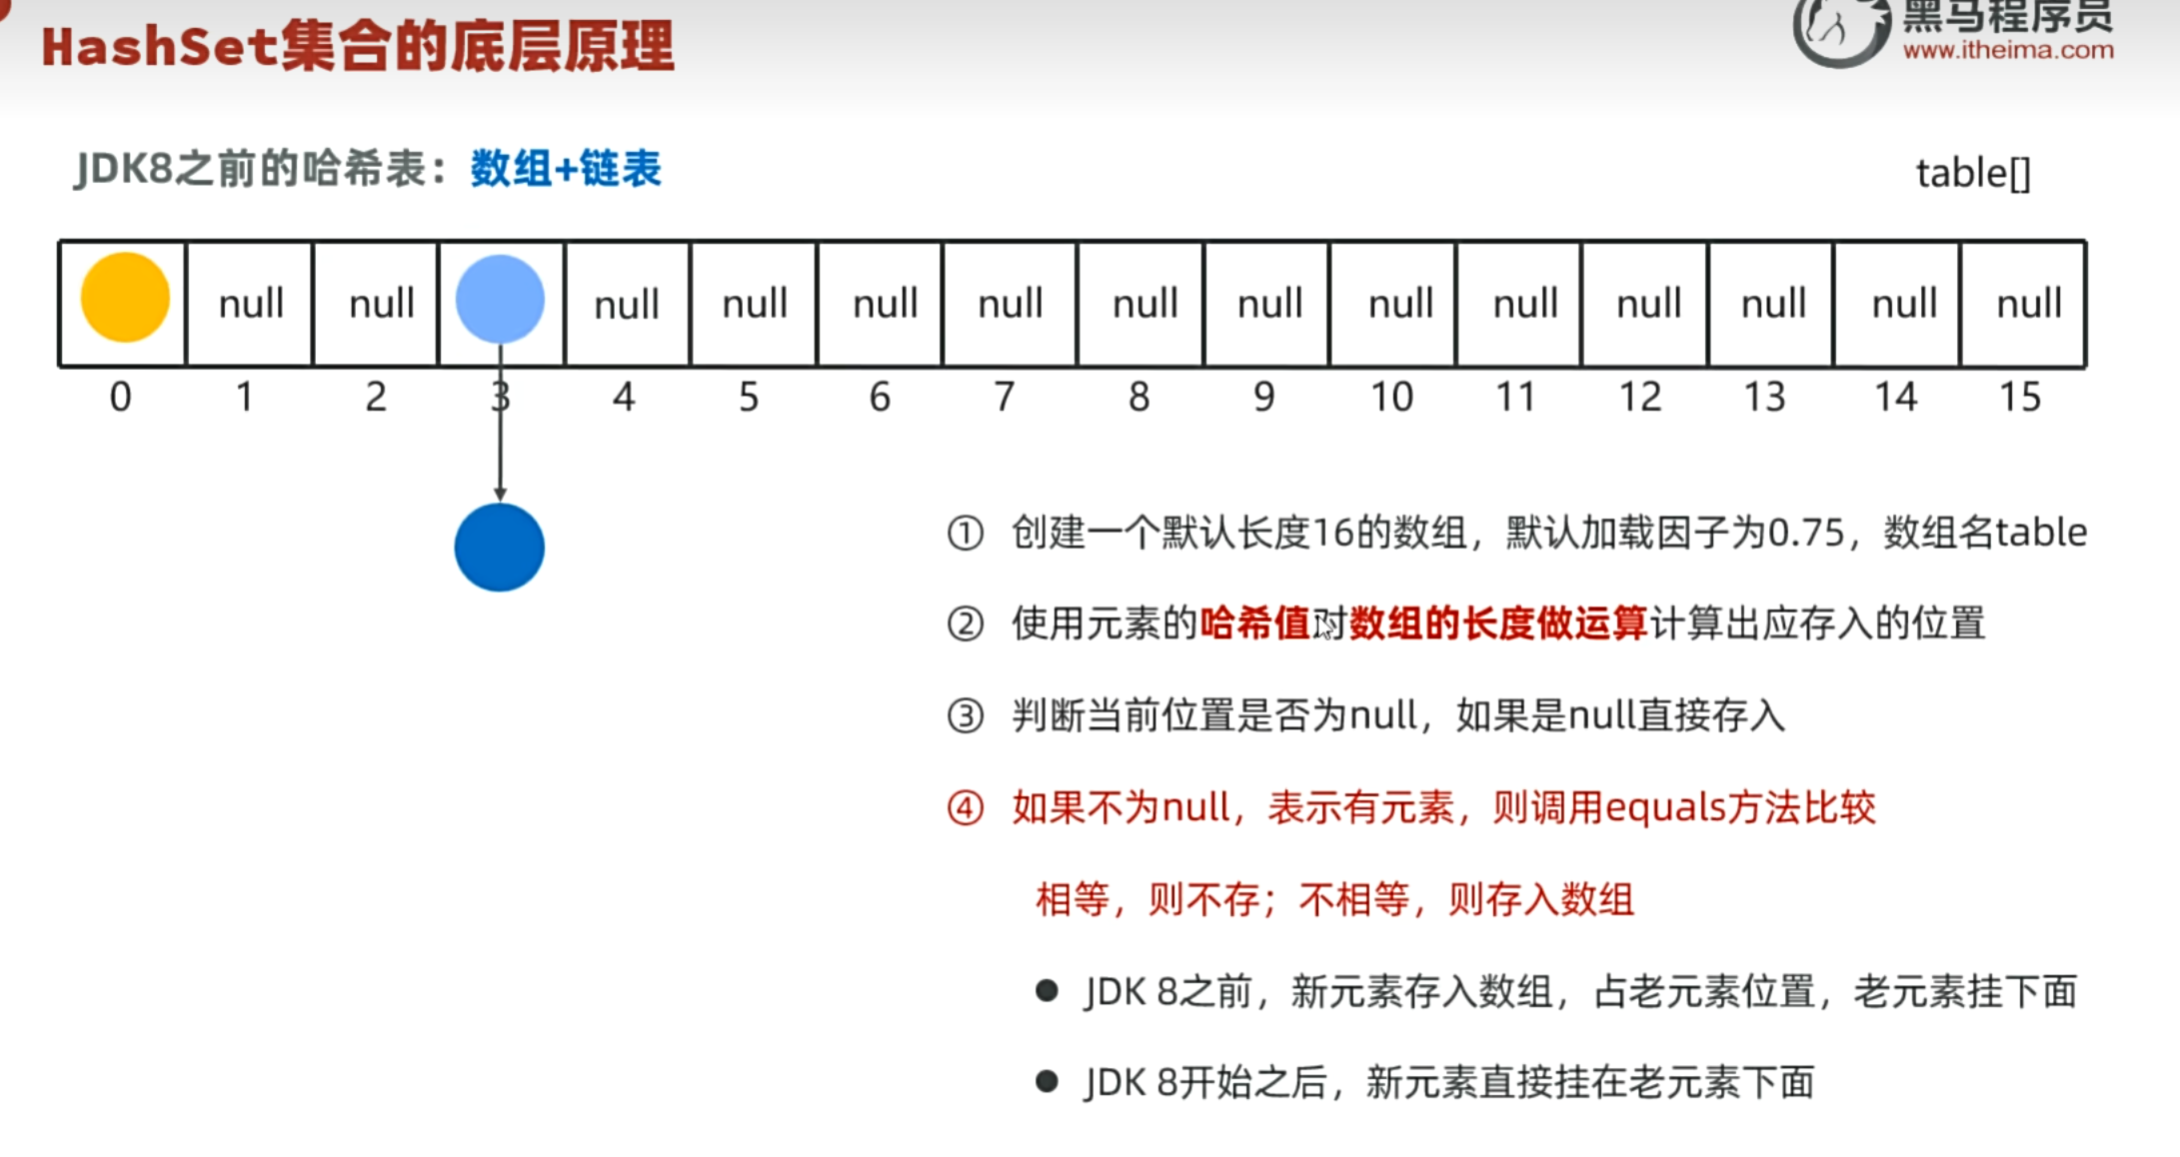 HashSet集合的底层原理
黑马程序员
www.itheima.com
JDK8之前的哈希表：数组+链表
table[]
null null null null null null null null null null null null null null
0 1 2 3 4 5 6 7 8 9 10 11 12 13 14 15
① 创建一个默认长度16的数组，默认加载因子为0.75，数组名table
② 使用元素的哈希值对数组的长度做运算计算出应存入的位置
③ 判断当前位置是否为null，如果是null直接存入
④ 如果不为null，表示有元素，则调用equals方法比较
相等，则不存；不相等，则存入数组
● JDK 8之前，新元素存入数组，占老元素位置，老元素挂下面
● JDK 8开始之后，新元素直接挂在老元素下面